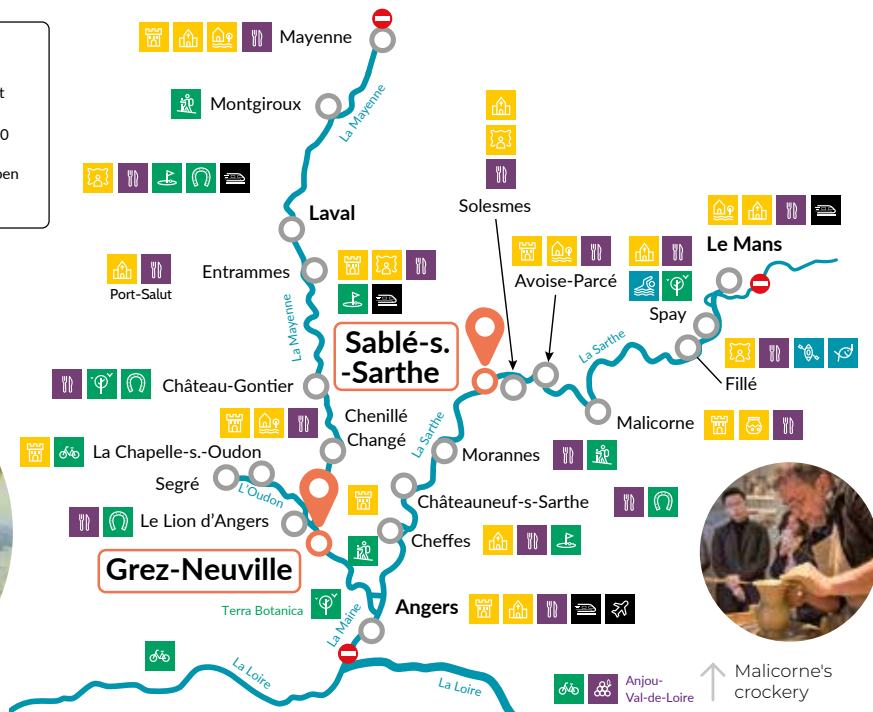 t
0
pen
Mayenne
Montgiroux
La Mayenne
Solesmes
Laval
Le Mans
Entrammes
Avoise-Parcé
Port-Salut
Spay
La Mayenne
Sablé-s.
-Sarthe
La Sarthe
Fillé
Château-Gontier
Chenillé
Changé
La Sarthe
Malicorne
La Chapelle-s.-Oudon
Morannes
Segré
L'Oudon
Châteauneuf-s-Sarthe
Le Lion d'Angers
Cheffes
Grez-Neuville
Terra Botanica
Angers
La Maine
La Loire
La Loire
Anjou-
Val-de-Loire
Malicorne's
crockery